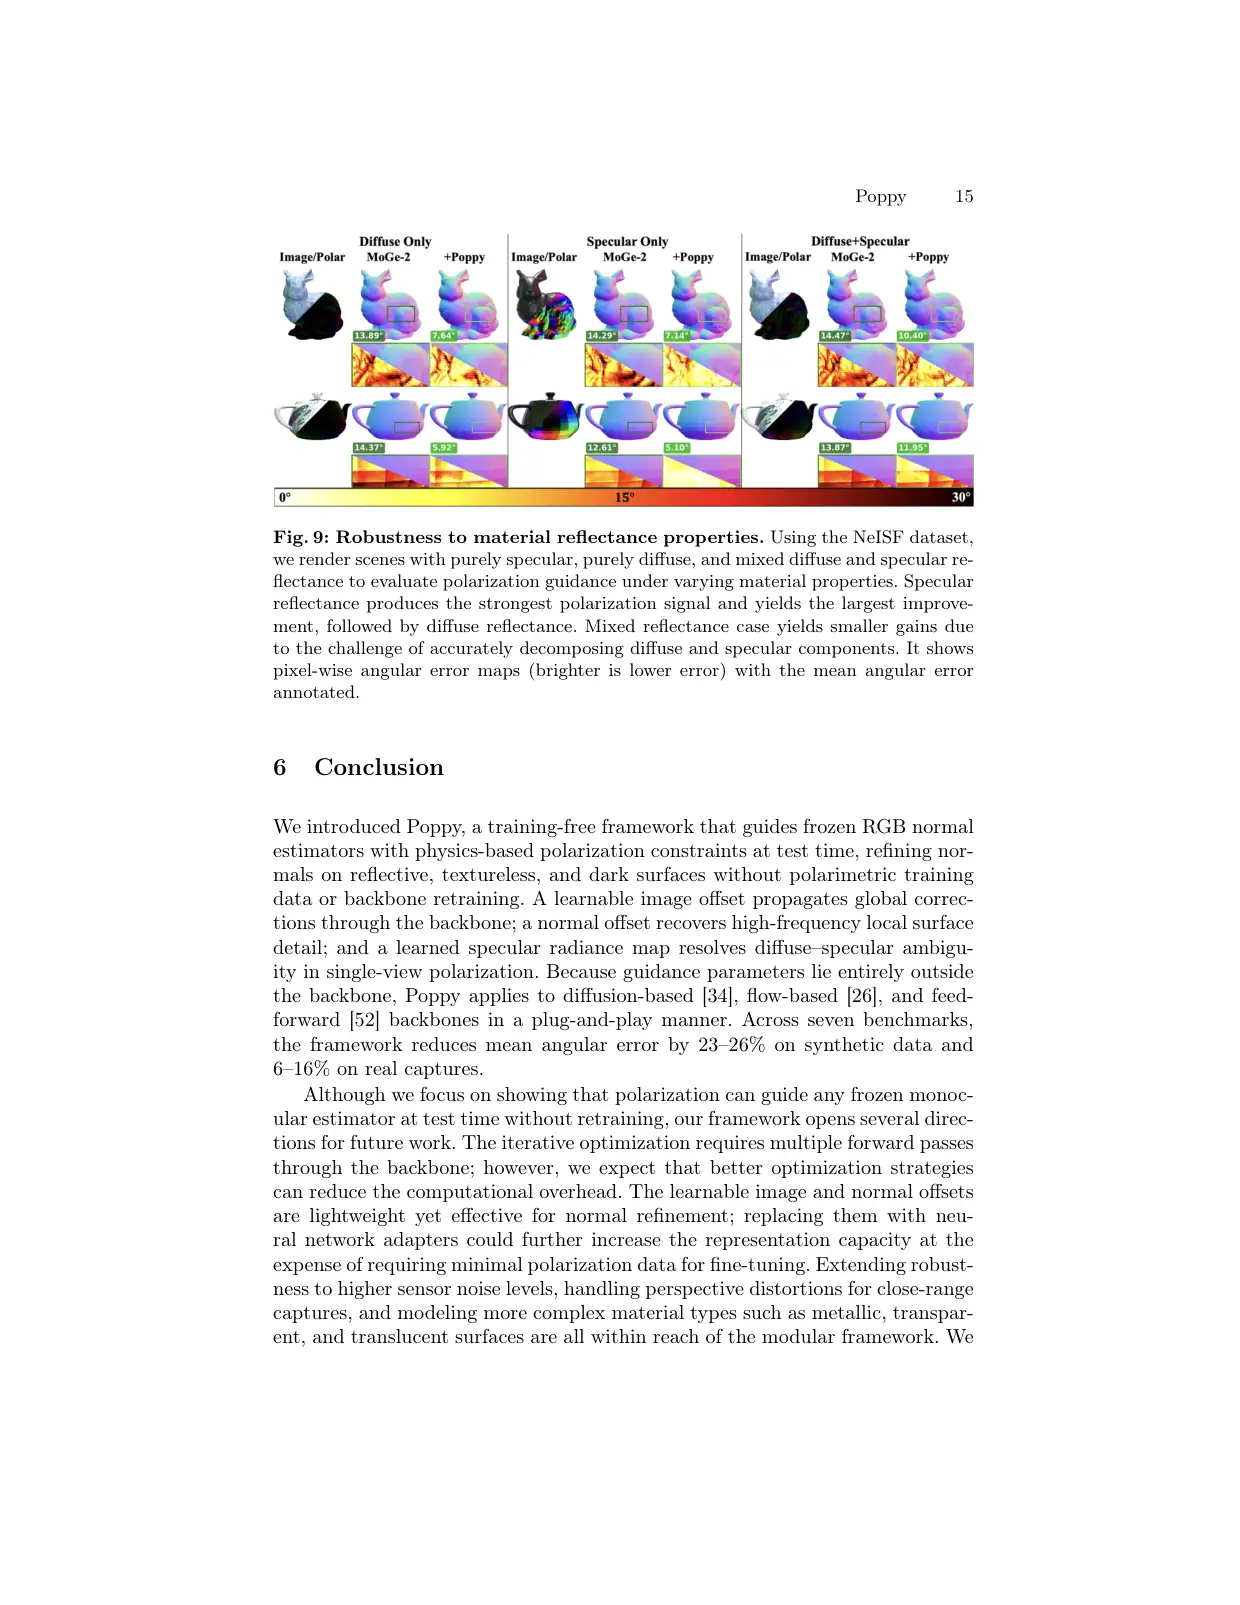 Poppy 15
Diffuse Only Specular Only Diffuse+Specular
Image/Polar MoGe-2 +Poppy Image/Polar MoGe-2 +Poppy Image/Polar MoGe-2 +Poppy
13.89° 7.64° 14.29° 7.14° 14.47° 10.40°
14.37° 5.92° 12.61° 5.10° 13.87° 11.95°
0° 15° 30°
Fig. 9: Robustness to material reflectance properties. Using the NeISF dataset,
we render scenes with purely specular, purely diffuse, and mixed diffuse and specular re-
flectance to evaluate polarization guidance under varying material properties. Specular
reflectance produces the strongest polarization signal and yields the largest improve-
ment, followed by diffuse reflectance. Mixed reflectance case yields smaller gains due
to the challenge of accurately decomposing diffuse and specular components. It shows
pixel-wise angular error maps (brighter is lower error) with the mean angular error
annotated.
6 Conclusion
We introduced Poppy, a training-free framework that guides frozen RGB normal
estimators with physics-based polarization constraints at test time, refining nor-
mals on reflective, textureless, and dark surfaces without polarimetric training
data or backbone retraining. A learnable image offset propagates global correc-
tions through the backbone; a normal offset recovers high-frequency local surface
detail; and a learned specular radiance map resolves diffuse–specular ambigu-
ity in single-view polarization. Because guidance parameters lie entirely outside
the backbone, Poppy applies to diffusion-based [34], flow-based [26], and feed-
forward [52] backbones in a plug-and-play manner. Across seven benchmarks,
the framework reduces mean angular error by 23–26% on synthetic data and
6–16% on real captures.
Although we focus on showing that polarization can guide any frozen monoc-
ular estimator at test time without retraining, our framework opens several direc-
tions for future work. The iterative optimization requires multiple forward passes
through the backbone; however, we expect that better optimization strategies
can reduce the computational overhead. The learnable image and normal offsets
are lightweight yet effective for normal refinement; replacing them with neu-
ral network adapters could further increase the representation capacity at the
expense of requiring minimal polarization data for fine-tuning. Extending robust-
ness to higher sensor noise levels, handling perspective distortions for close-range
captures, and modeling more complex material types such as metallic, transpar-
ent, and translucent surfaces are all within reach of the modular framework. We